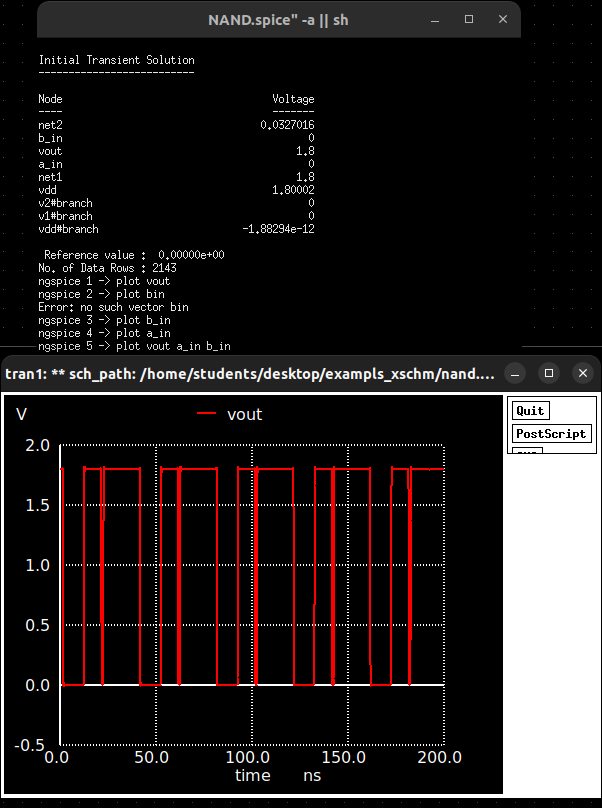 NAND.spice" -a || sh
Initial Transient Solution
--------------------------
Node Voltage
---- -------
net2 0.0327016
b_in 0
vout 1.8
a_in 0
net1 1.8
vdd 1.80002
v2#branch 0
v1#branch 0
vdd#branch -1.88294e-12
Reference value : 0.00000e+00
No. of Data Rows : 2143
ngspice 1 -> plot vout
ngspice 2 -> plot bin
Error: no such vector bin
ngspice 3 -> plot b_in
ngspice 4 -> plot a_in
ngspice 5 -> plot vout a_in b_in
tran1: ** sch_path: /home/students/desktop/exampls_xschm/nand....
Quit
PostScript
V
vout
2.0
1.5
1.0
0.5
0.0
-0.5
0.0 50.0 100.0 150.0 200.0
time ns